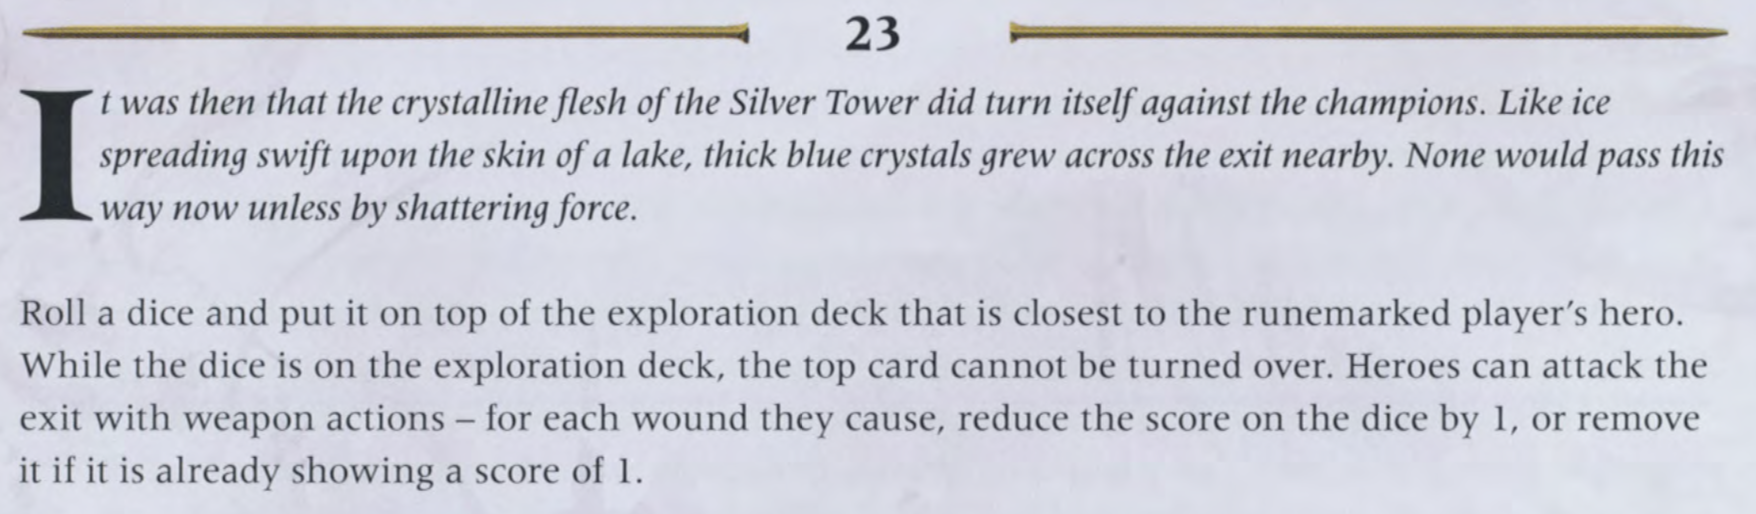 23
It was then that the crystalline flesh of the Silver Tower did turn itself against the champions. Like ice
spreading swift upon the skin of a lake, thick blue crystals grew across the exit nearby. None would pass this
way now unless by shattering force.
Roll a dice and put it on top of the exploration deck that is closest to the runemarked player's hero.
While the dice is on the exploration deck, the top card cannot be turned over. Heroes can attack the
exit with weapon actions – for each wound they cause, reduce the score on the dice by 1, or remove
it if it is already showing a score of 1.